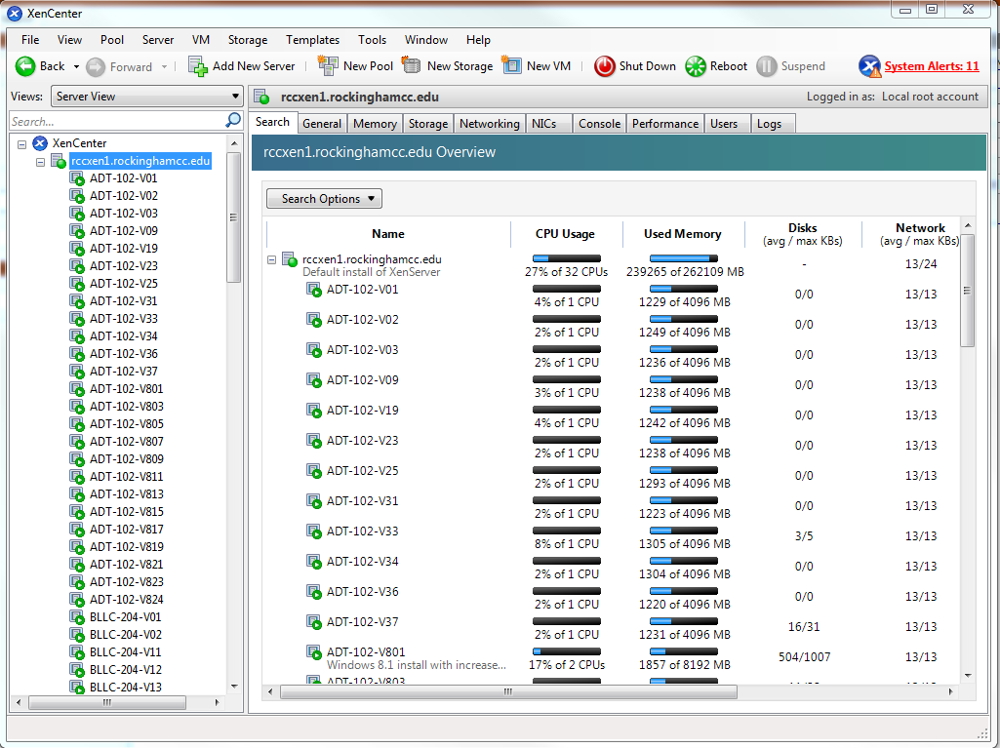 XenCenter
File View Pool Server VM Storage Templates Tools Window Help
Back Forward Add New Server New Pool New Storage New VM Shut Down Reboot Suspend System Alerts: 11
Views: Server View
rccxen1.rockinghamcc.edu Logged in as: Local root account
Search...
Search General Memory Storage Networking NICs Console Performance Users Logs
XenCenter
rccxen1.rockinghamcc.edu
ADT-102-V01
ADT-102-V02
ADT-102-V03
ADT-102-V09
ADT-102-V19
ADT-102-V23
ADT-102-V25
ADT-102-V31
ADT-102-V33
ADT-102-V34
ADT-102-V36
ADT-102-V37
ADT-102-V801
ADT-102-V803
ADT-102-V805
ADT-102-V807
ADT-102-V809
ADT-102-V811
ADT-102-V813
ADT-102-V815
ADT-102-V817
ADT-102-V819
ADT-102-V821
ADT-102-V823
ADT-102-V824
BLLC-204-V01
BLLC-204-V02
BLLC-204-V11
BLLC-204-V12
BLLC-204-V13
rccxen1.rockinghamcc.edu Overview
Search Options
Name CPU Usage Used Memory Disks Network
(avg / max KBs) (avg / max KBs)
rccxen1.rockinghamcc.edu - 13/24
Default install of XenServer 27% of 32 CPUs 239265 of 262109 MB
ADT-102-V01 0/0 13/13
4% of 1 CPU 1229 of 4096 MB
ADT-102-V02 0/0 13/13
2% of 1 CPU 1249 of 4096 MB
ADT-102-V03 0/0 13/13
2% of 1 CPU 1236 of 4096 MB
ADT-102-V09 0/0 13/13
3% of 1 CPU 1238 of 4096 MB
ADT-102-V19 0/0 13/13
4% of 1 CPU 1242 of 4096 MB
ADT-102-V23 0/0 13/13
2% of 1 CPU 1238 of 4096 MB
ADT-102-V25 0/0 13/13
2% of 1 CPU 1293 of 4096 MB
ADT-102-V31 0/0 13/13
2% of 1 CPU 1223 of 4096 MB
ADT-102-V33 3/5 13/13
8% of 1 CPU 1305 of 4096 MB
ADT-102-V34 0/0 13/13
2% of 1 CPU 1304 of 4096 MB
ADT-102-V36 0/0 13/13
2% of 1 CPU 1220 of 4096 MB
ADT-102-V37 16/31 13/13
2% of 1 CPU 1231 of 4096 MB
ADT-102-V801 504/1007 13/13
Windows 8.1 install with increase... 17% of 2 CPUs 1857 of 8192 MB
ADT-102-V803